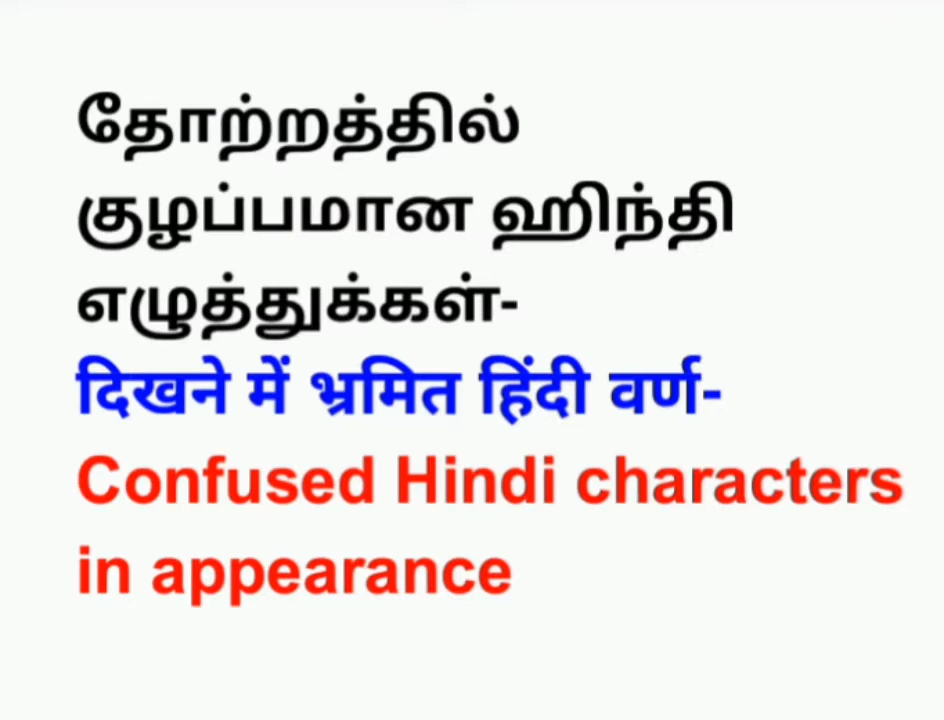 தோற்றத்தில்
குழப்பமான ஹிந்தி
எழுத்துக்கள்-
दिखने में भ्रमित हिंदी वर्ण-
Confused Hindi characters
in appearance